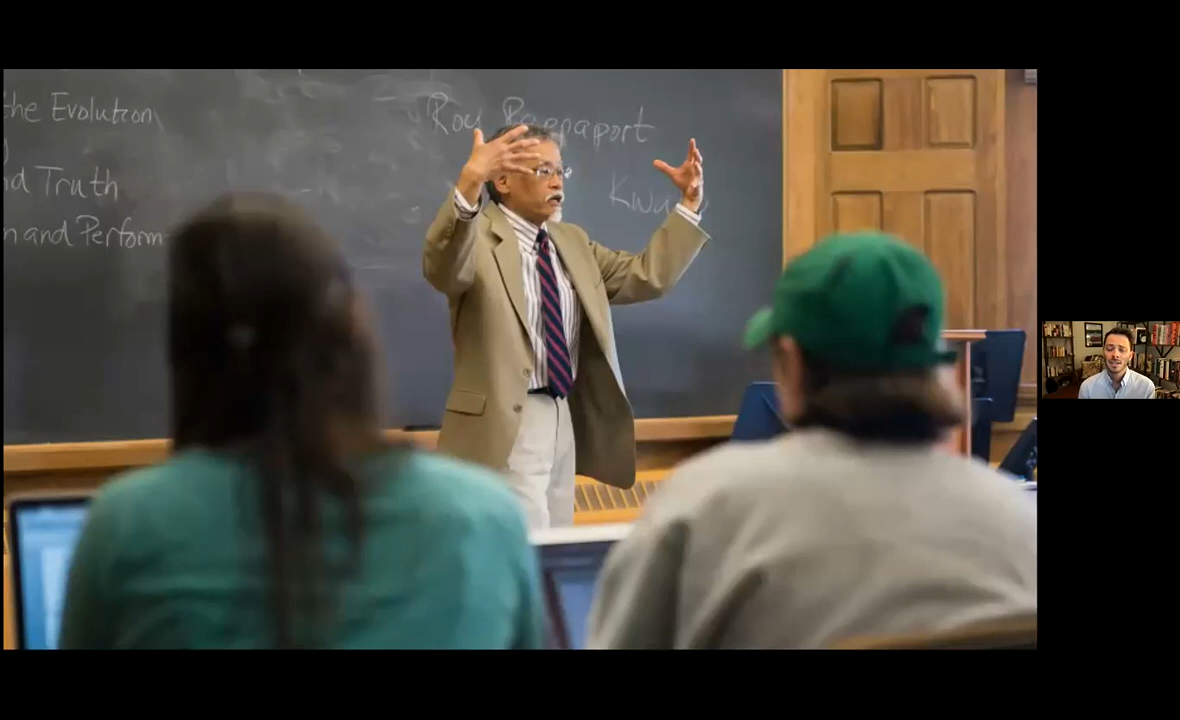 the Evolution
nd Truth
n and Perform
Roy Rappaport